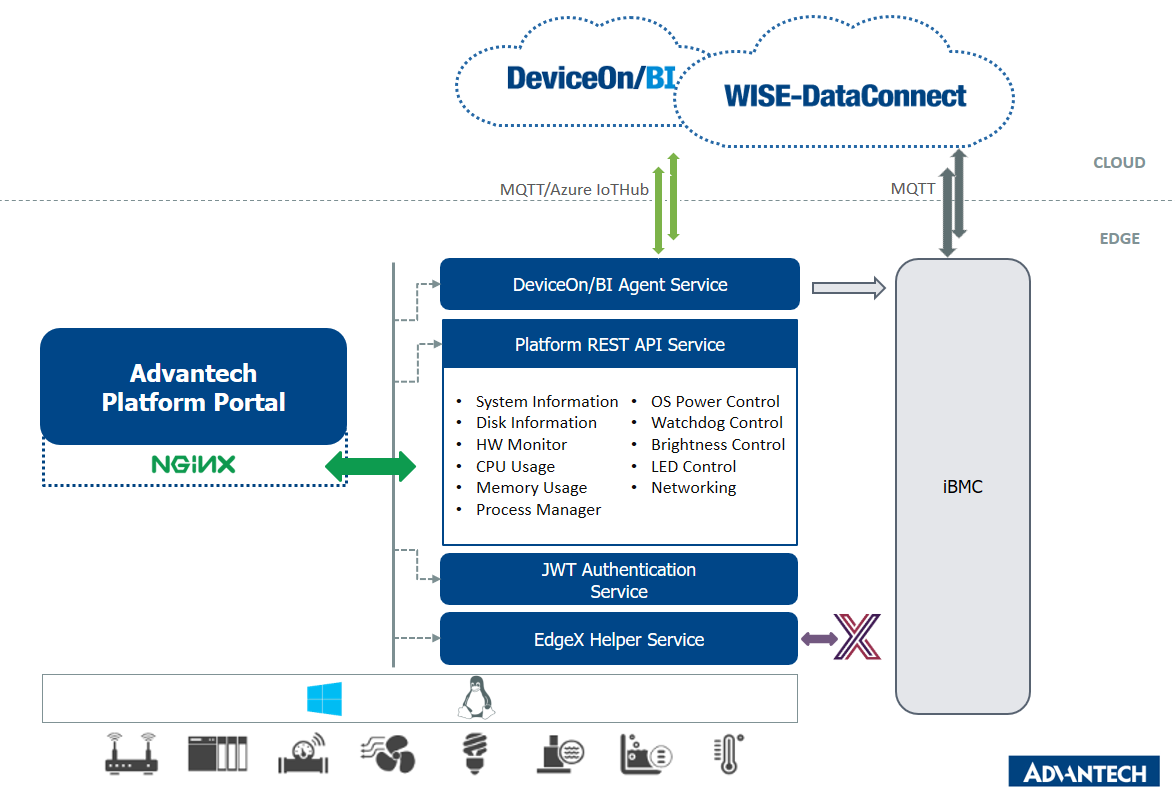 DeviceOn/BI
WISE-DataConnect
CLOUD
MQTT/Azure IoTHub
MQTT
EDGE
DeviceOn/BI Agent Service
Advantech
Platform Portal
NGINX
Platform REST API Service
• System Information
• Disk Information
• HW Monitor
• CPU Usage
• Memory Usage
• Process Manager
• OS Power Control
• Watchdog Control
• Brightness Control
• LED Control
• Networking
iBMC
JWT Authentication
Service
EdgeX Helper Service
X
ADVANTECH